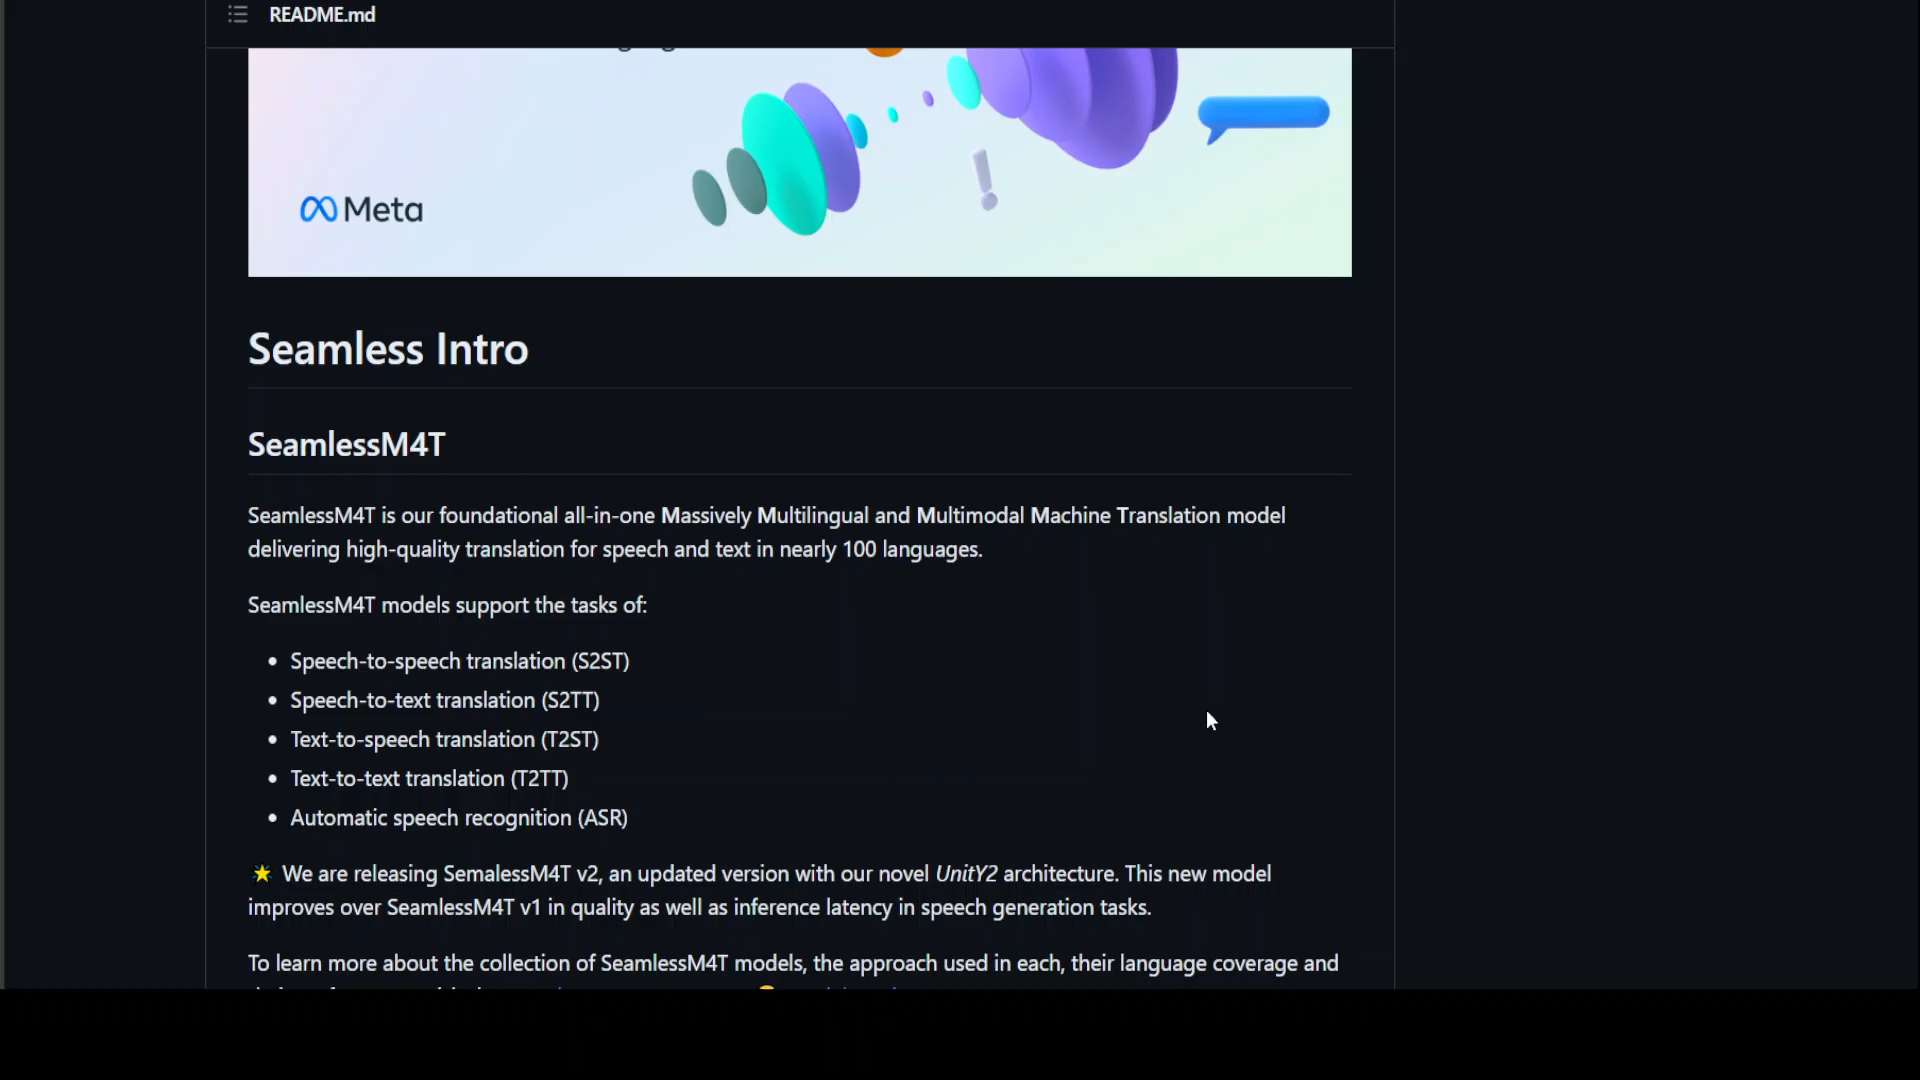 README.md
Meta
Seamless Intro
SeamlessM4T
SeamlessM4T is our foundational all-in-one Massively Multilingual and Multimodal Machine Translation model
delivering high-quality translation for speech and text in nearly 100 languages.
SeamlessM4T models support the tasks of:
• Speech-to-speech translation (S2ST)
• Speech-to-text translation (S2TT)
• Text-to-speech translation (T2ST)
• Text-to-text translation (T2TT)
• Automatic speech recognition (ASR)
🌟 We are releasing SemalessM4T v2, an updated version with our novel UnitY2 architecture. This new model
improves over SeamlessM4T v1 in quality as well as inference latency in speech generation tasks.
To learn more about the collection of SeamlessM4T models, the approach used in each, their language coverage and